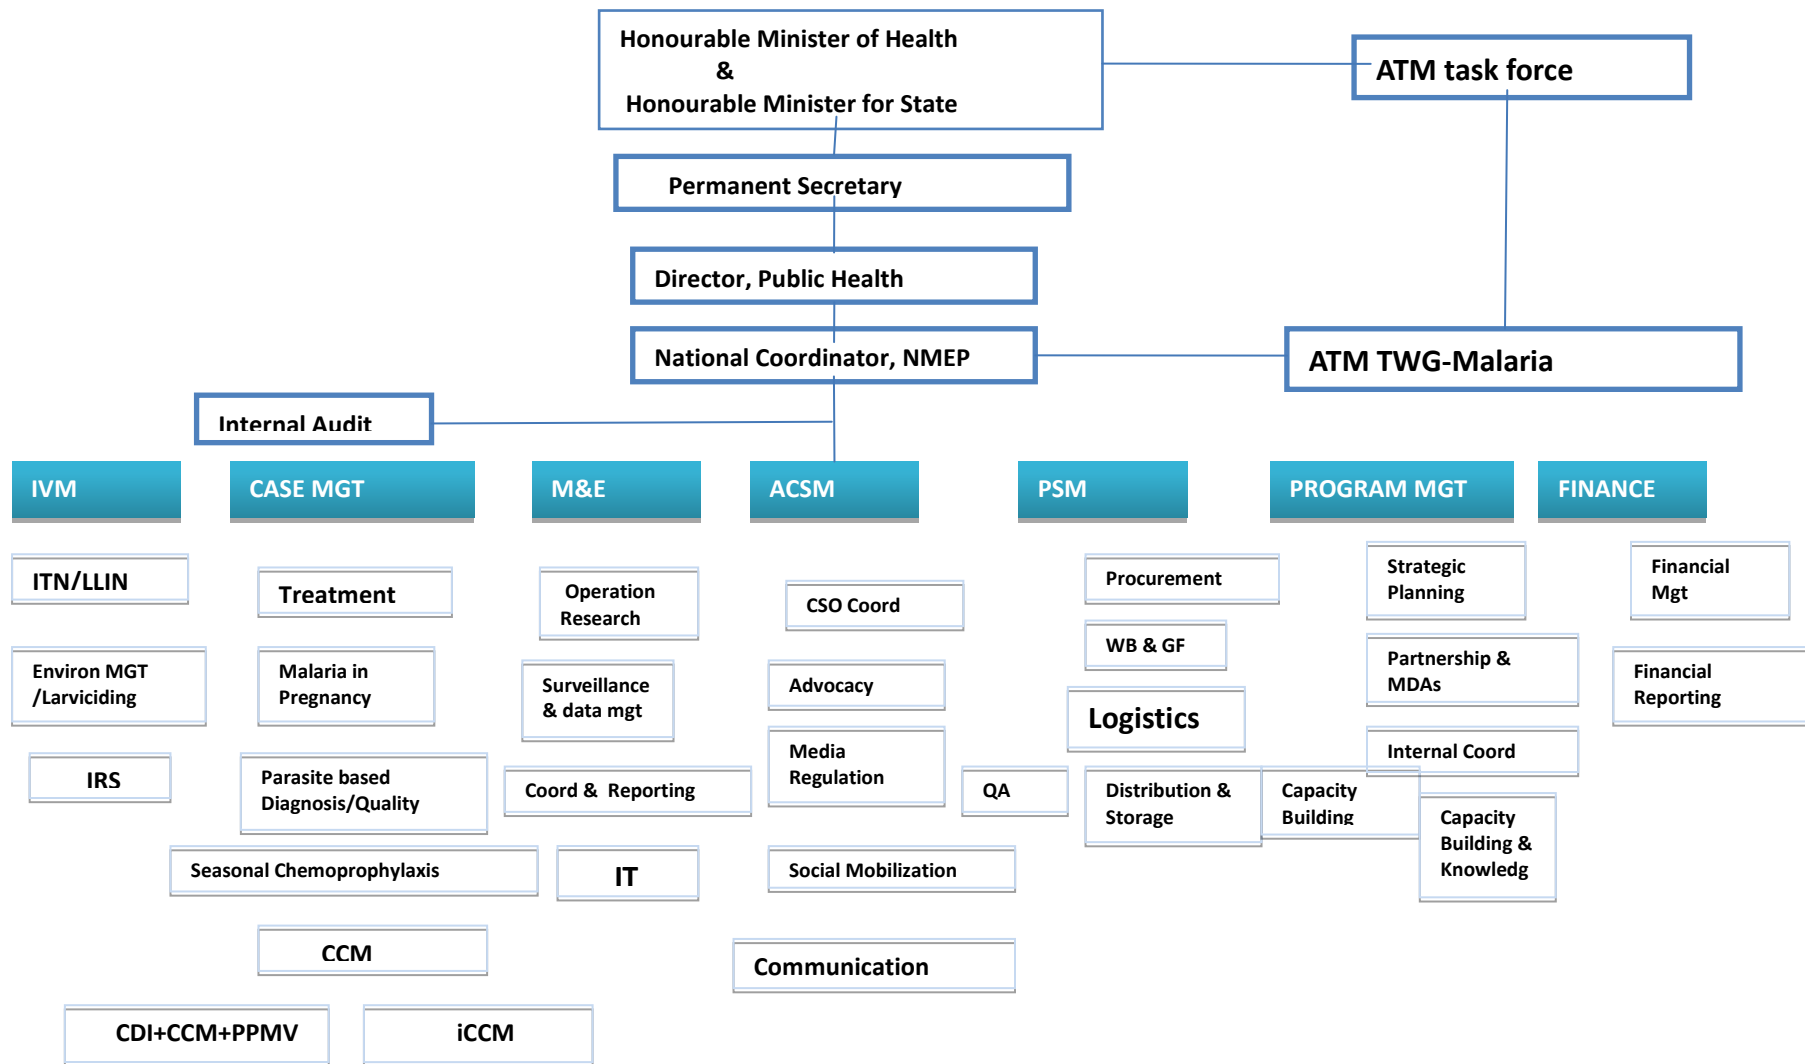 Honourable Minister of Health
&
Honourable Minister for State
ATM task force
Permanent Secretary
Director, Public Health
National Coordinator, NMEP
ATM TWG-Malaria
Internal Audit
IVM
CASE MGT
M&E
ACSM
PSM
PROGRAM MGT
FINANCE
ITN/LLIN
Environ MGT
/Larviciding
IRS
Treatment
Malaria in
Pregnancy
Parasite based
Diagnosis/Quality
Seasonal Chemoprophylaxis
CCM
CDI+CCM+PPMV
iCCM
Operation
Research
Surveillance
& data mgt
Coord & Reporting
IT
CSO Coord
Advocacy
Media
Regulation
Social Mobilization
Communication
Procurement
WB & GF
Logistics
QA
Distribution &
Storage
Strategic
Planning
Partnership &
MDAs
Internal Coord
Capacity
Building
Capacity
Building &
Knowledg
Financial
Mgt
Financial
Reporting